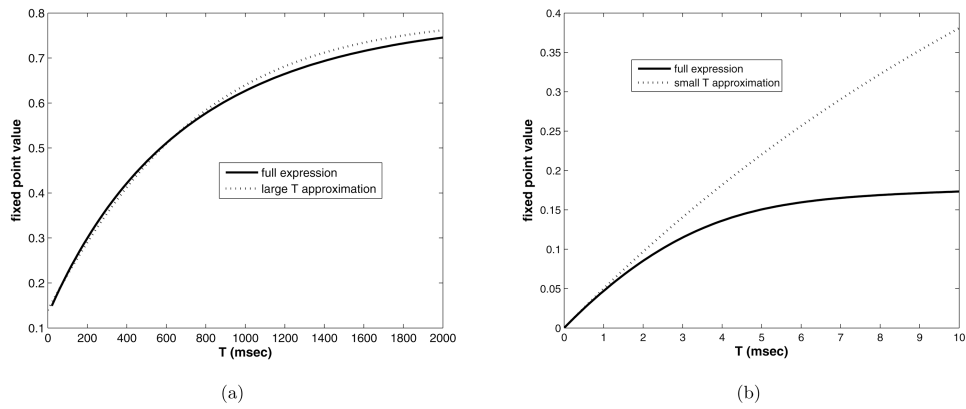 0.8
0.7
0.6
0.5
0.4
0.3
0.2
0.1
fixed point value
full expression
large T approximation
0 200 400 600 800 1000 1200 1400 1600 1800 2000
T (msec)
(a)
0.4
0.35
0.3
0.25
0.2
0.15
0.1
0.05
0
fixed point value
full expression
small T approximation
0 1 2 3 4 5 6 7 8 9 10
T (msec)
(b)